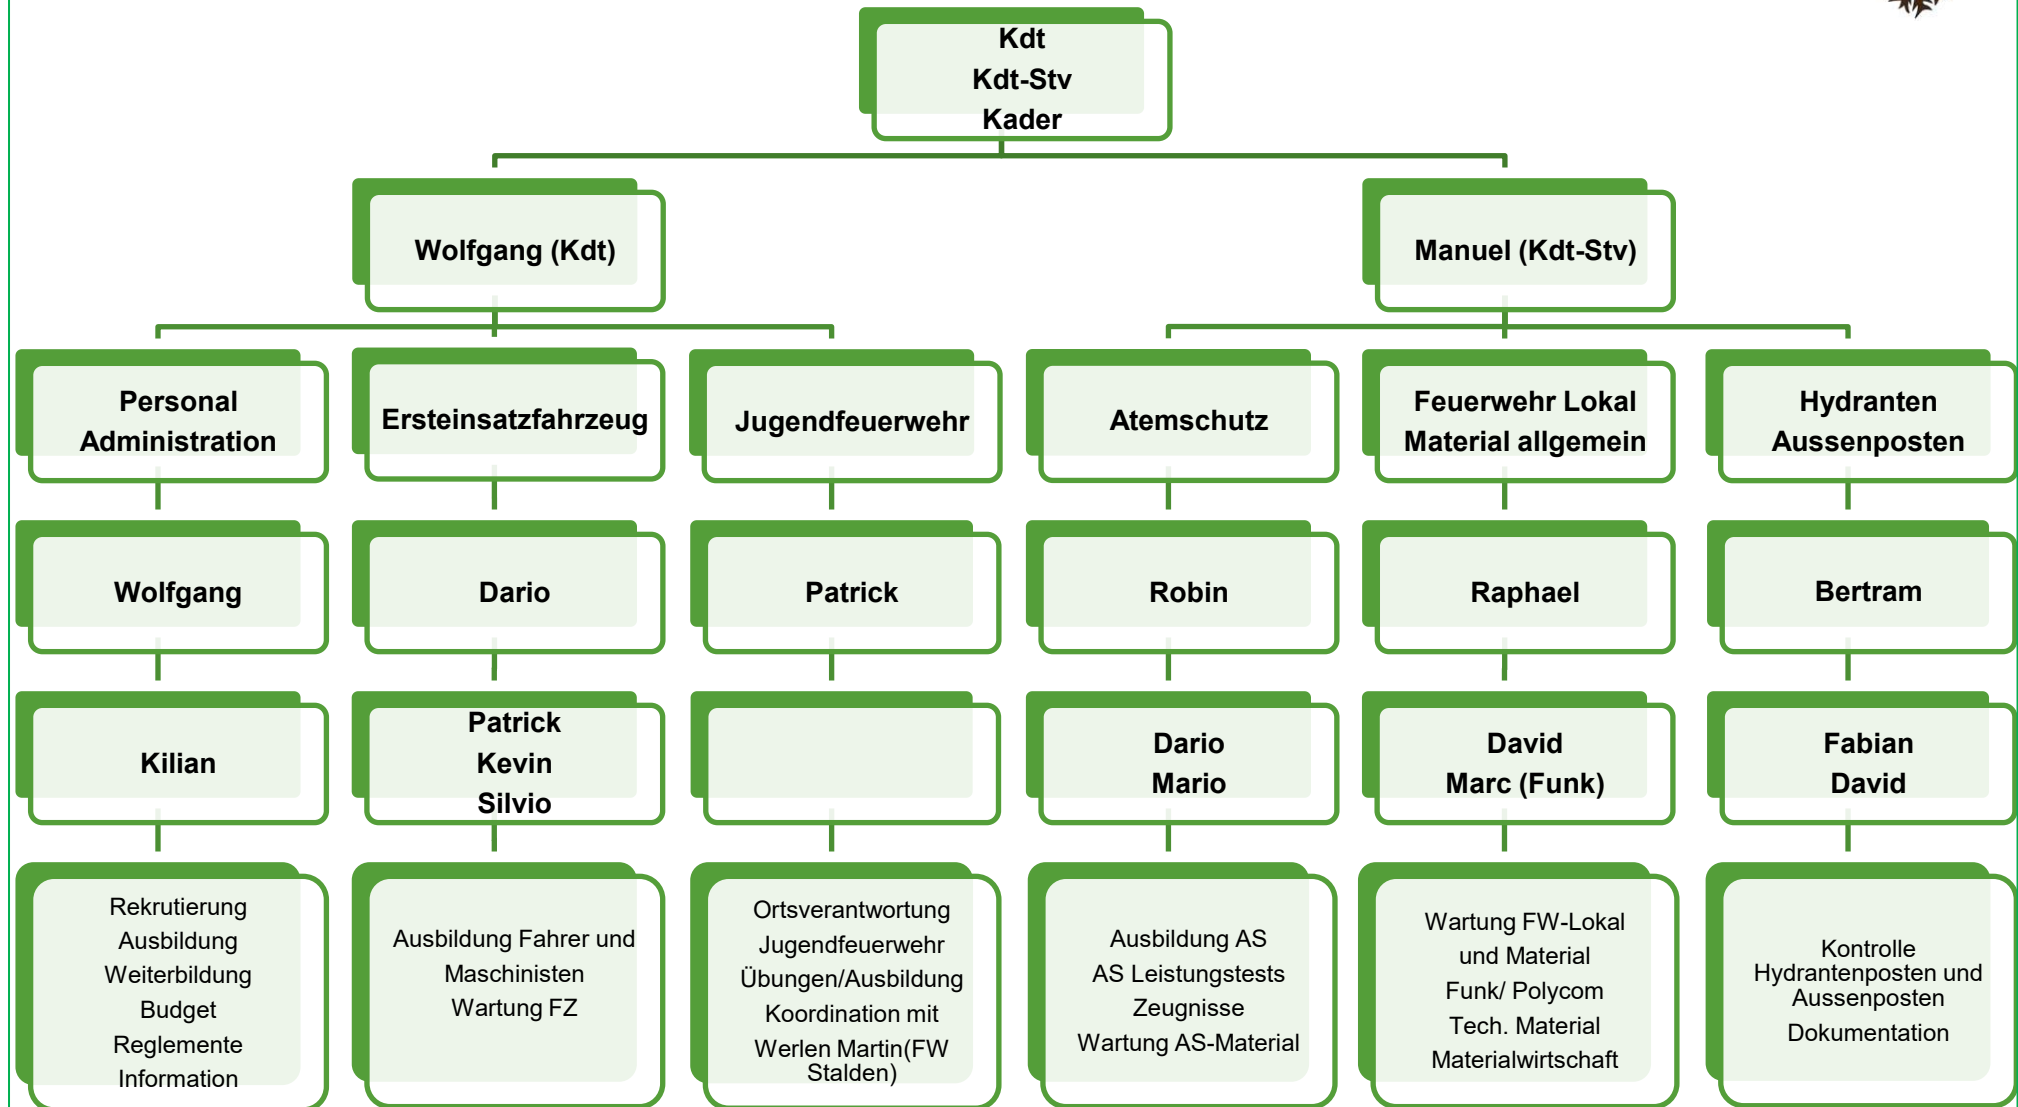 Kdt
Kdt-Stv
Kader
Wolfgang (Kdt)
Manuel (Kdt-Stv)
Personal
Administration
Ersteinsatzfahrzeug
Jugendfeuerwehr
Atemschutz
Feuerwehr Lokal
Material allgemein
Hydranten
Aussenposten
Wolfgang
Dario
Patrick
Robin
Raphael
Bertram
Kilian
Patrick
Kevin
Silvio
Dario
Mario
David
Marc (Funk)
Fabian
David
Rekrutierung
Ausbildung
Weiterbildung
Budget
Reglemente
Information
Ausbildung Fahrer und
Maschinisten
Wartung FZ
Ortsverantwortung
Jugendfeuerwehr
Übungen/Ausbildung
Koordination mit
Werlen Martin(FW
Stalden)
Ausbildung AS
AS Leistungstests
Zeugnisse
Wartung AS-Material
Wartung FW-Lokal
und Material
Funk/ Polycom
Tech. Material
Materialwirtschaft
Kontrolle
Hydrantenposten und
Aussenposten
Dokumentation